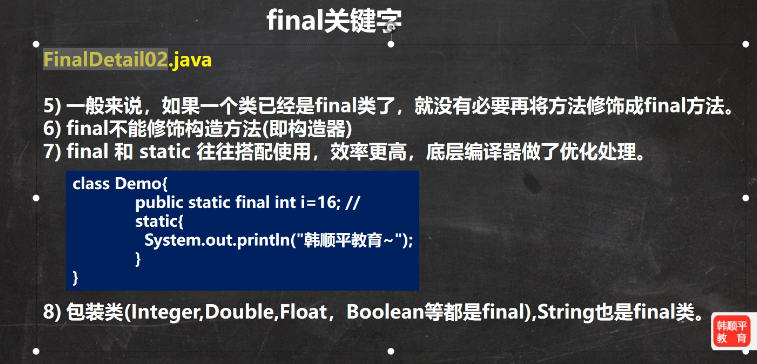 final关键字
FinalDetail02.java
5) 一般来说，如果一个类已经是final类了，就没有必要再将方法修饰成final方法。
6) final不能修饰构造方法(即构造器)
7) final 和 static 往往搭配使用，效率更高，底层编译器做了优化处理。
class Demo{
public static final int i=16; //
static{
System.out.println("韩顺平教育~");
}
}
8) 包装类(Integer,Double,Float，Boolean等都是final),String也是final类。
韩顺平
教 育